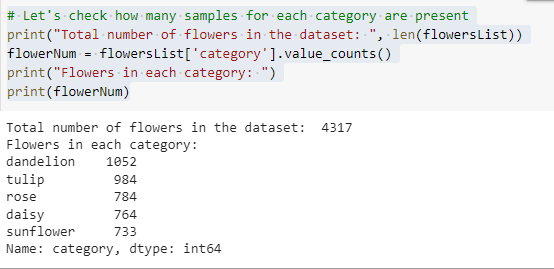 # Let's check how many samples for each category are present
print("Total number of flowers in the dataset: ", len(flowersList))
flowerNum = flowersList['category'].value_counts()
print("Flowers in each category: ")
print(flowerNum)
Total number of flowers in the dataset:  4317
Flowers in each category:
dandelion    1052
tulip         984
rose          784
daisy         764
sunflower     733
Name: category, dtype: int64